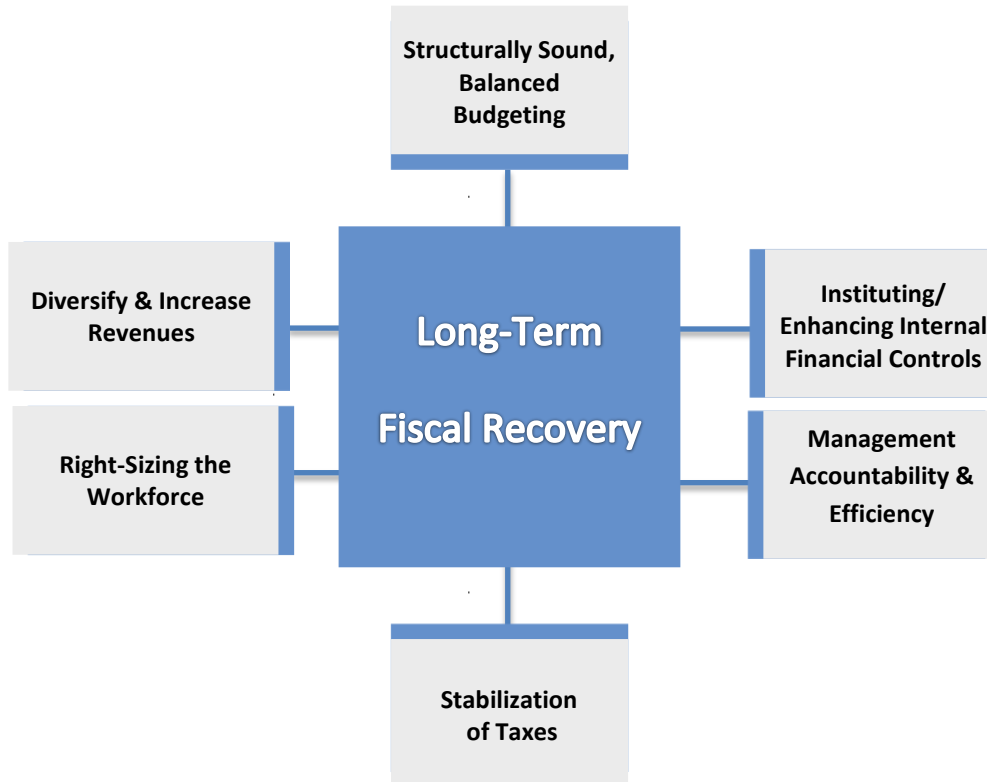 Structurally Sound,
Balanced
Budgeting
Diversify & Increase
Revenues
Instituting/
Enhancing Internal
Financial Controls
Long-Term
Fiscal Recovery
Right-Sizing the
Workforce
Management
Accountability &
Efficiency
Stabilization
of Taxes